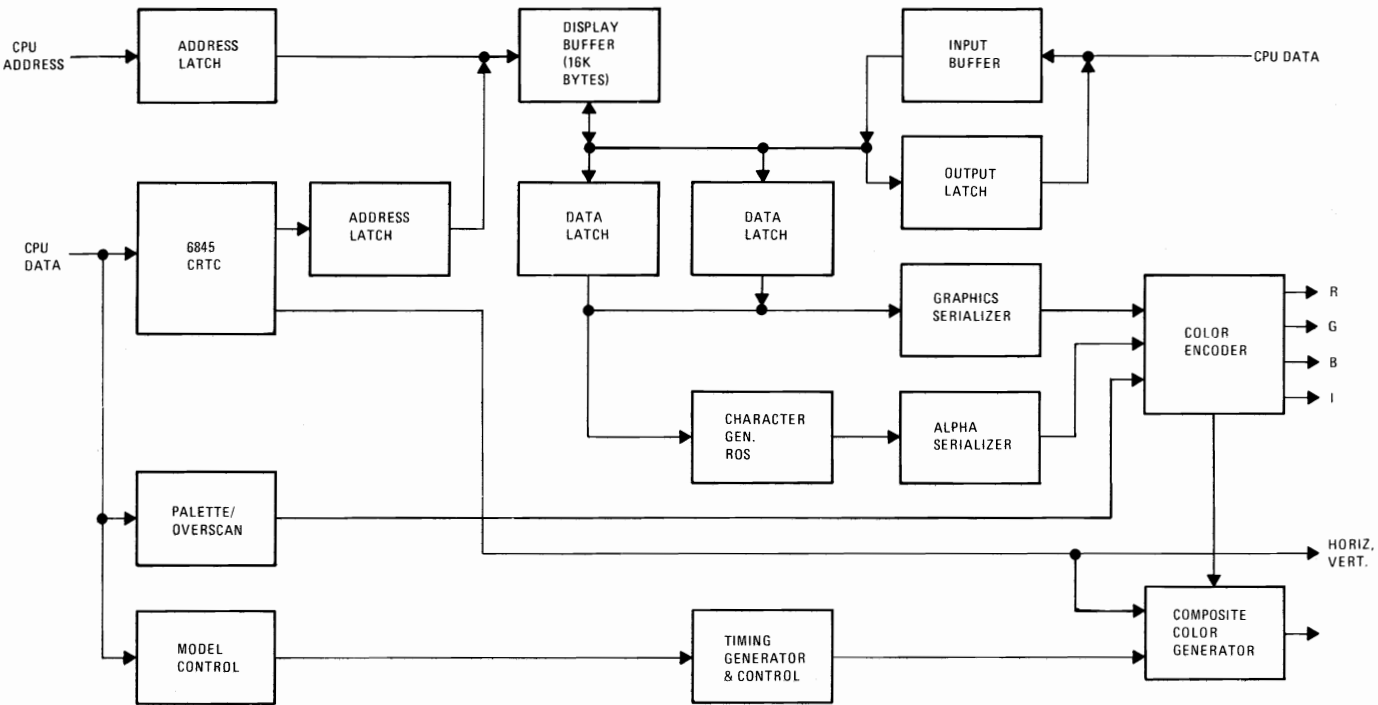 CPU
ADDRESS
ADDRESS
LATCH
DISPLAY
BUFFER
(16K
BYTES)
INPUT
BUFFER
CPU DATA
OUTPUT
LATCH
CPU
DATA
6845
CRTC
ADDRESS
LATCH
DATA
LATCH
DATA
LATCH
GRAPHICS
SERIALIZER
COLOR
ENCODER
R
G
B
I
CHARACTER
GEN.
ROS
ALPHA
SERIALIZER
PALETTE/
OVERSCAN
HORIZ,
VERT.
MODEL
CONTROL
TIMING
GENERATOR
& CONTROL
COMPOSITE
COLOR
GENERATOR